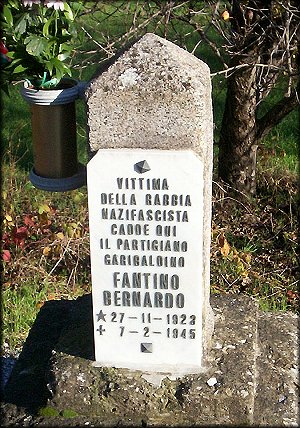 VITTIMA
DELLA RABBIA
NAZIFASCISTA
CADDE QUI
IL PARTIGIANO
GARIBALDINO
FANTINO
BERNARDO
★ 27-11-1923
+ 7-2-1945